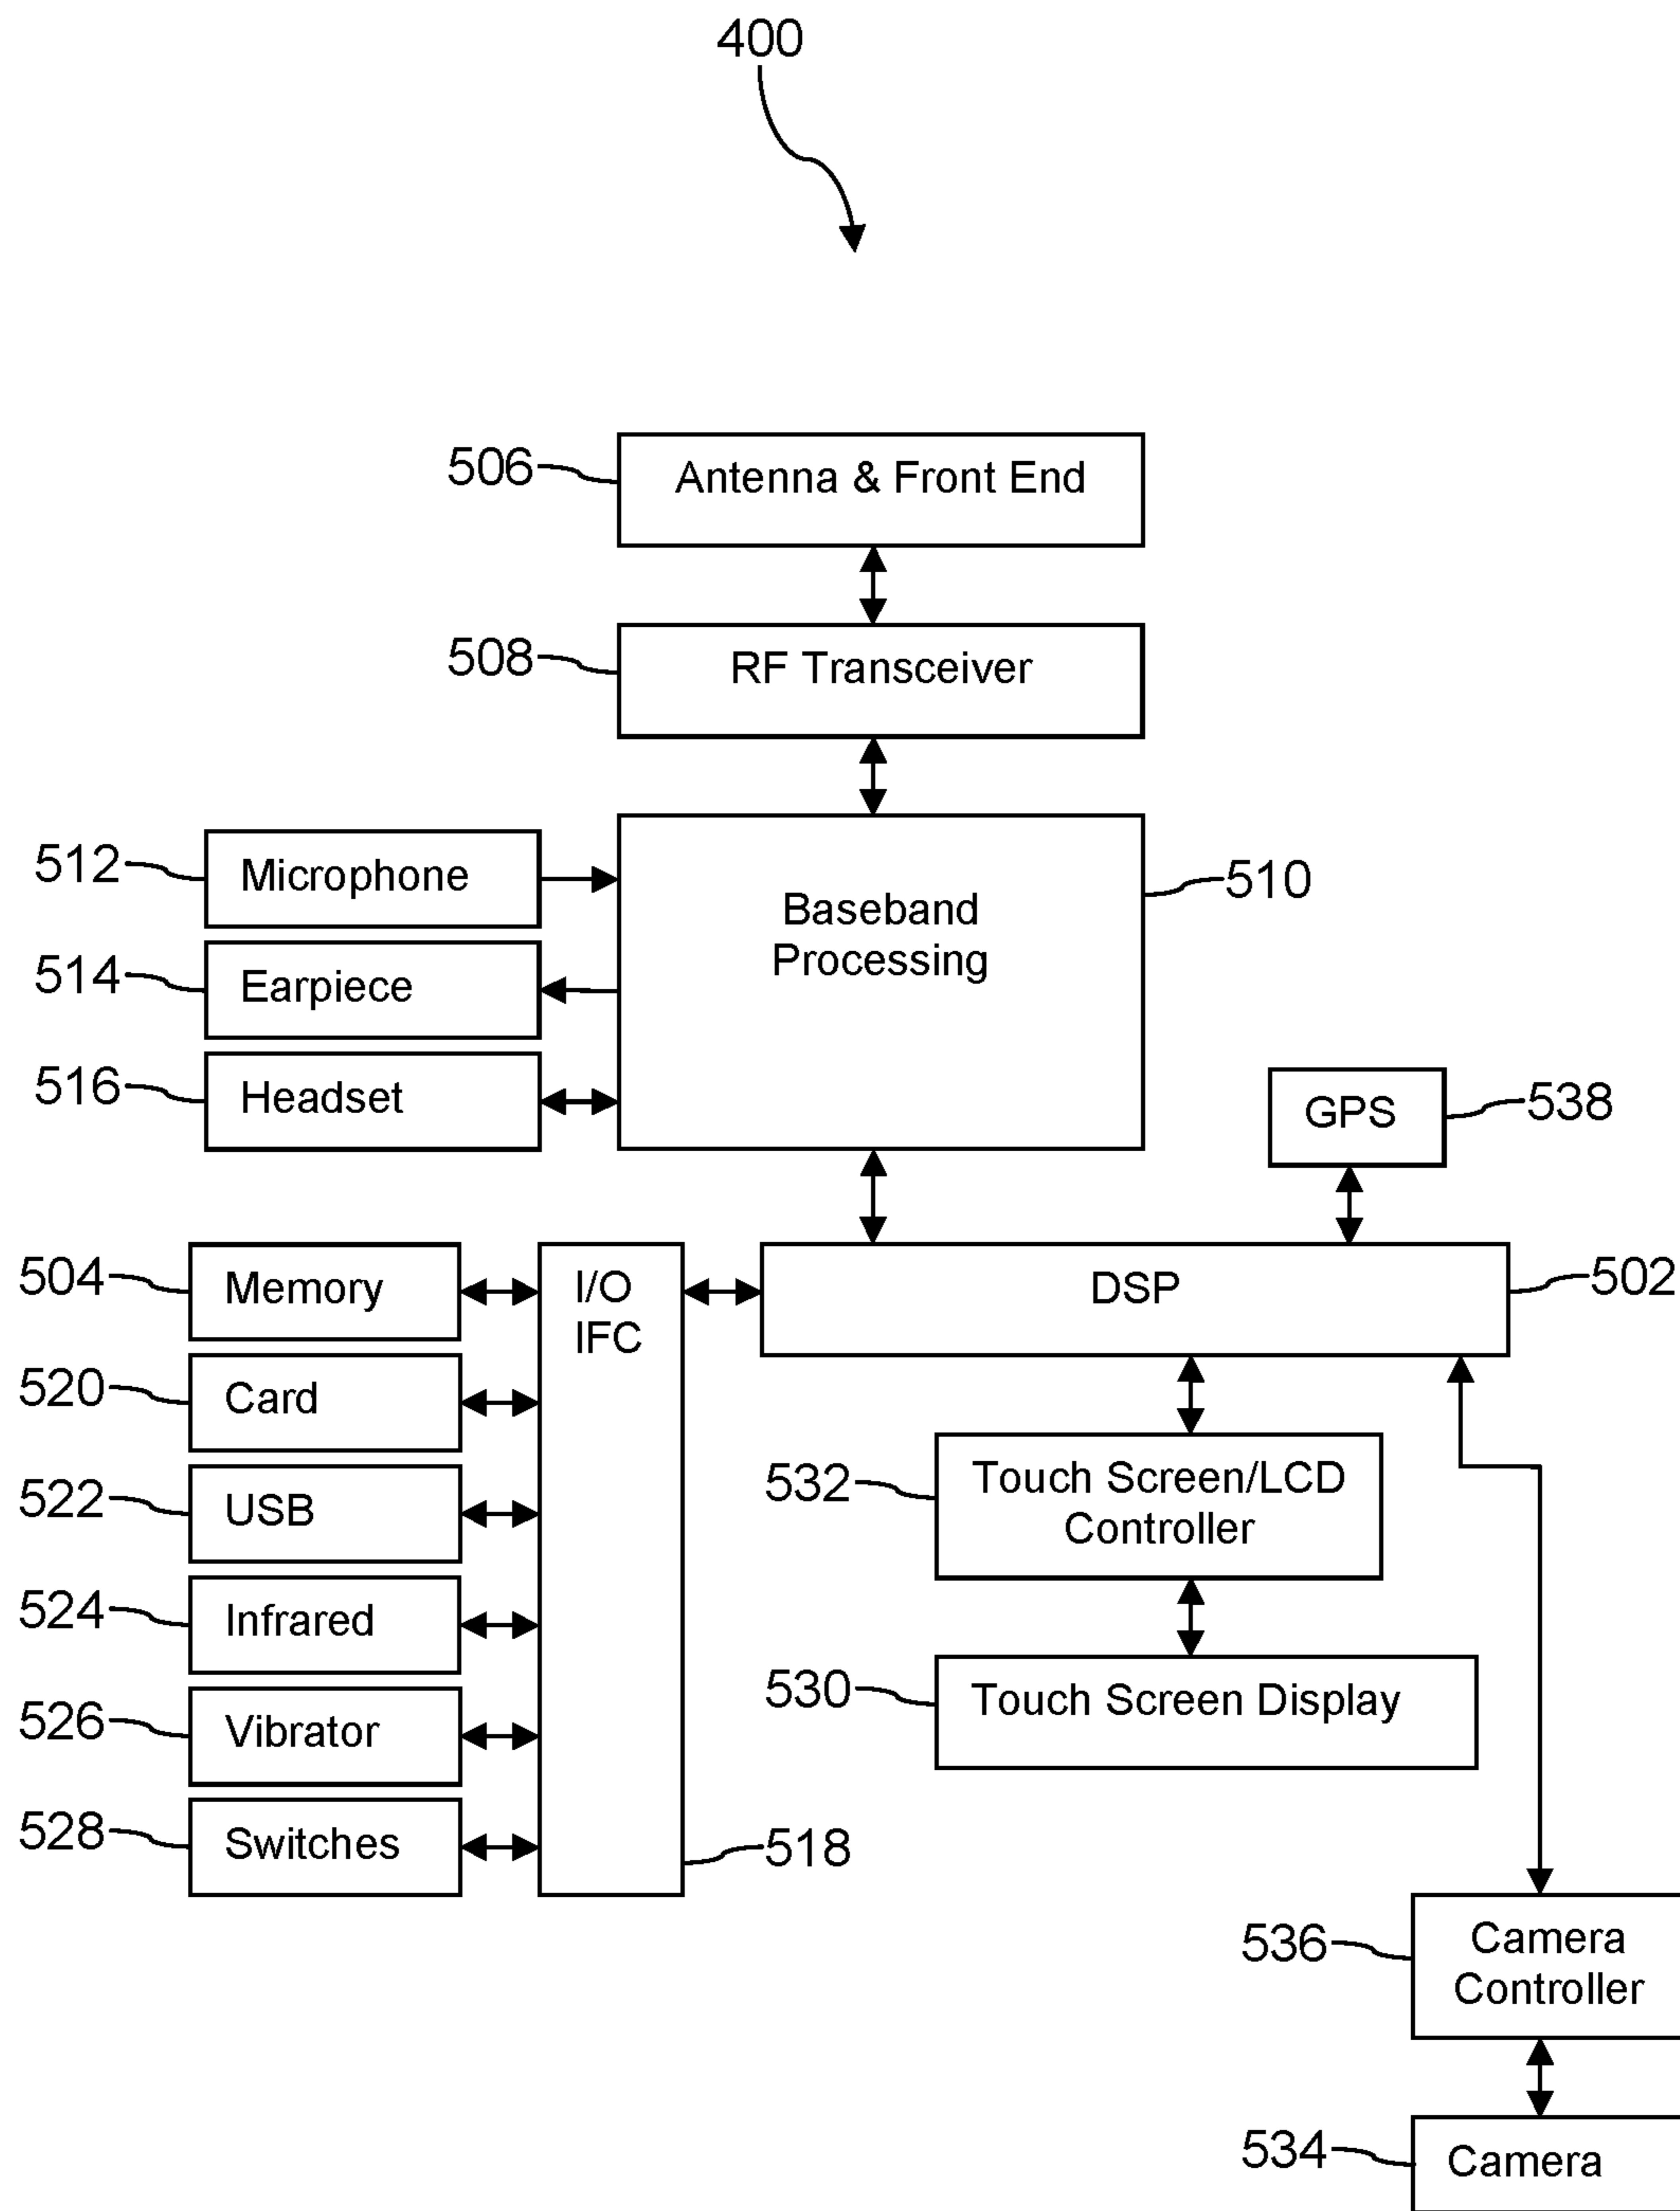 400
506
Antenna & Front End
508
RF Transceiver
512
Microphone
Baseband
Processing
510
514
Earpiece
516
Headset
GPS
538
504
Memory
I/O
IFC
DSP
502
520
Card
522
USB
532
Touch Screen/LCD
Controller
524
Infrared
530
Touch Screen Display
526
Vibrator
528
Switches
518
536
Camera
Controller
534
Camera